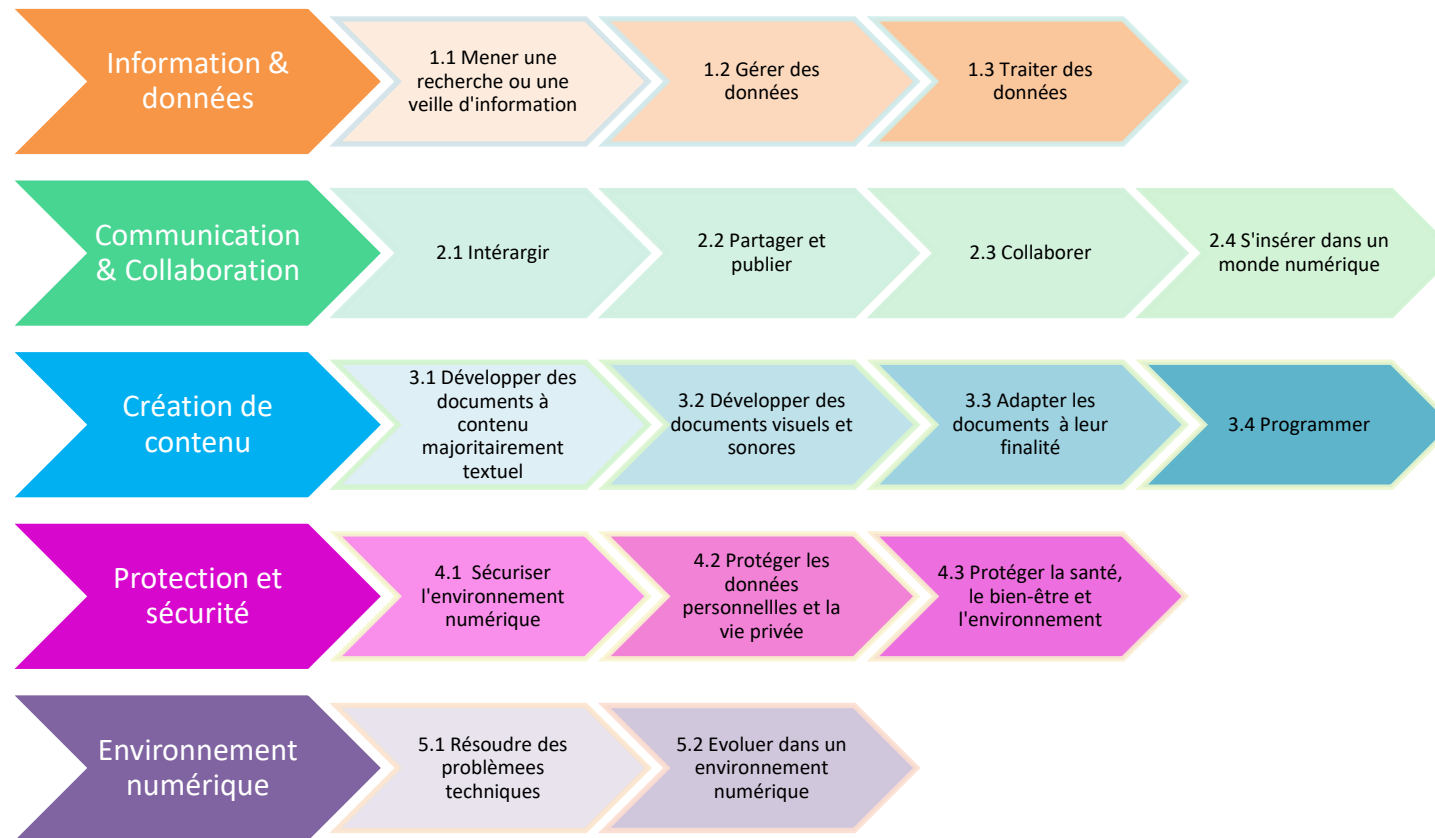 Information &
données
1.1 Mener une
recherche ou une
veille d'information
1.2 Gérer des
données
1.3 Traiter des
données
Communication
& Collaboration
2.1 Intérargir
2.2 Partager et
publier
2.3 Collaborer
2.4 S'insérer dans un
monde numérique
Création de
contenu
3.1 Développer des
documents à
contenu
majoritairement
textuel
3.2 Développer des
documents visuels et
sonores
3.3 Adapter les
documents à leur
finalité
3.4 Programmer
Protection et
sécurité
4.1 Sécuriser
l'environnement
numérique
4.2 Protéger les
données
personnellles et la
vie privée
4.3 Protéger la santé,
le bien-être et
l'environnement
Environnement
numérique
5.1 Résoudre des
problèmees
techniques
5.2 Evoluer dans un
environnement
numérique